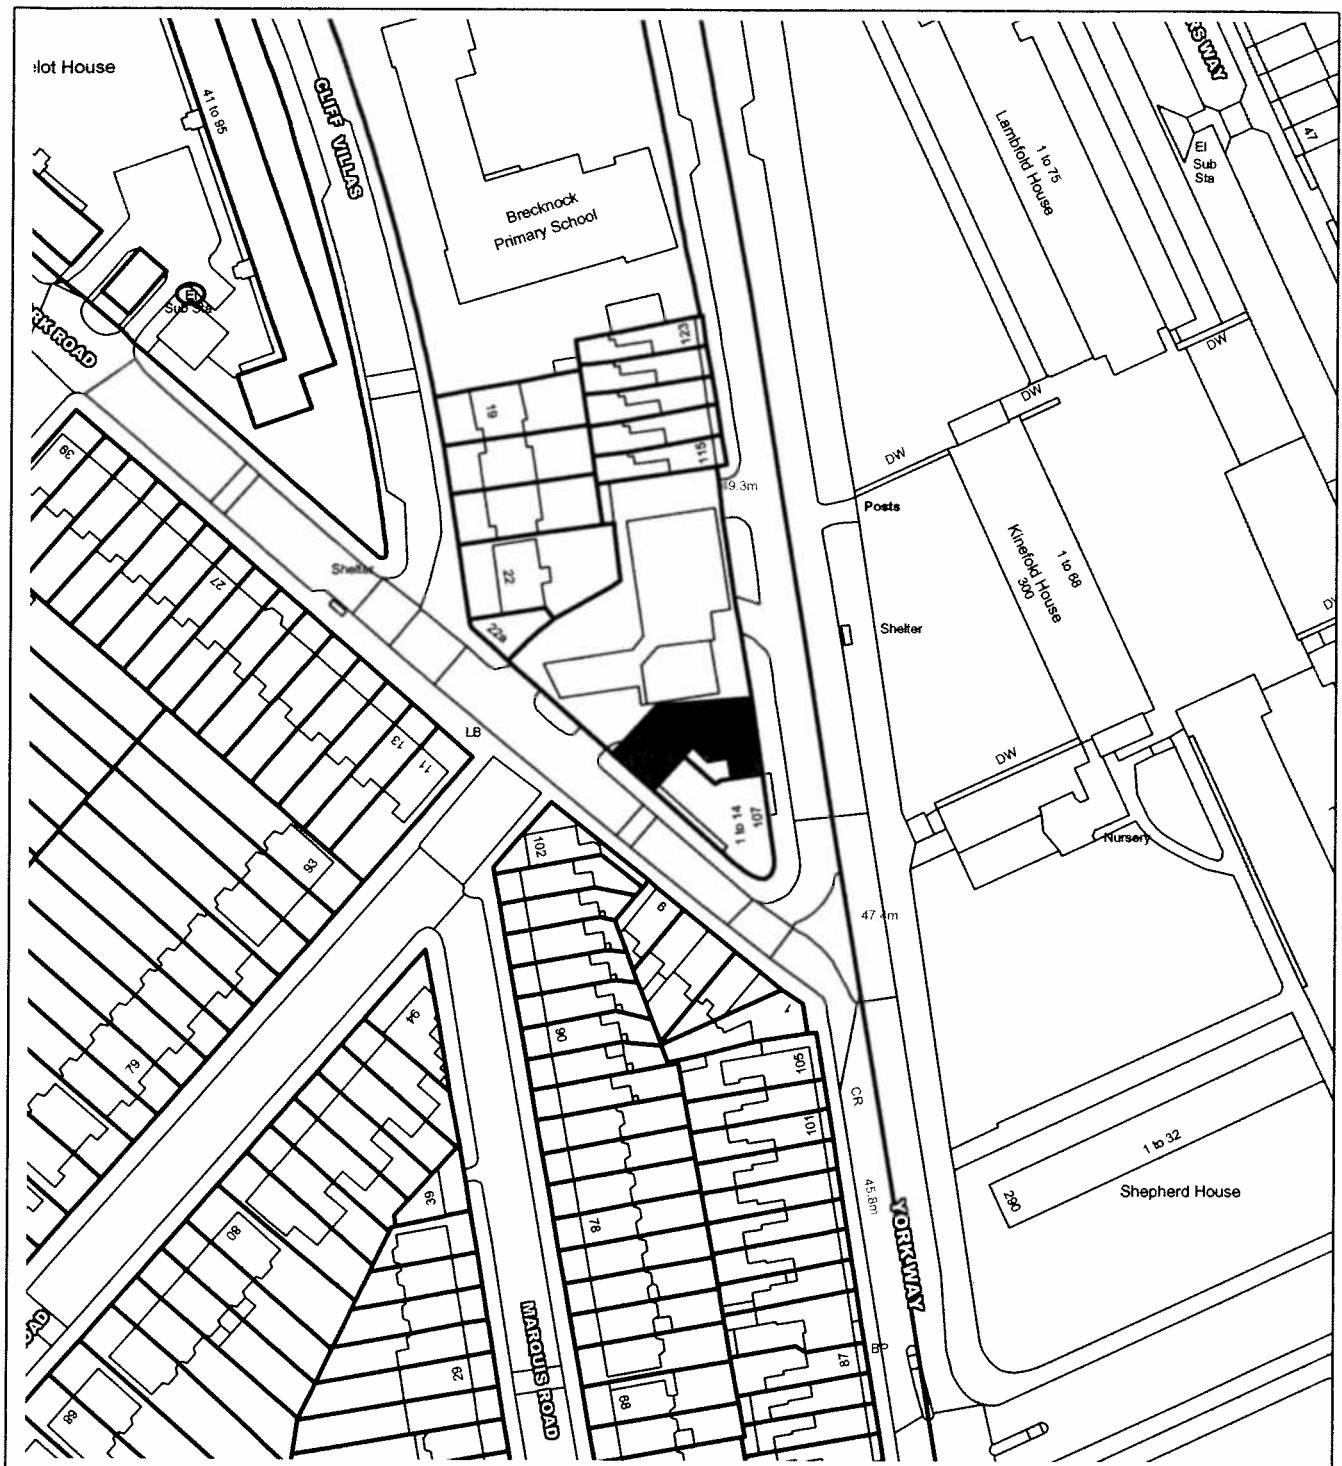 :lot House
41 to 95
CLIFF VILLAS
Brecknock
Primary School
1 to 75
Lambfold House
RS WAY
El
Sub
Sta
47
El
Sub Sta
RK ROAD
123
DW
DW
61
39
115
DW
49.3m
Posts
Kinefold House
300
1 to 68
Shelter
27
22
22a
Shelter
LB
13
11
DW
1 to 14
107
Nursery
102
93
9
47.4m
94
90
79
105
CR
101
1 to 32
Shepherd House
290
39
45.8m
YORK WAY
78
80
OAD
MARQUIS ROAD
BP
87
29
68
68